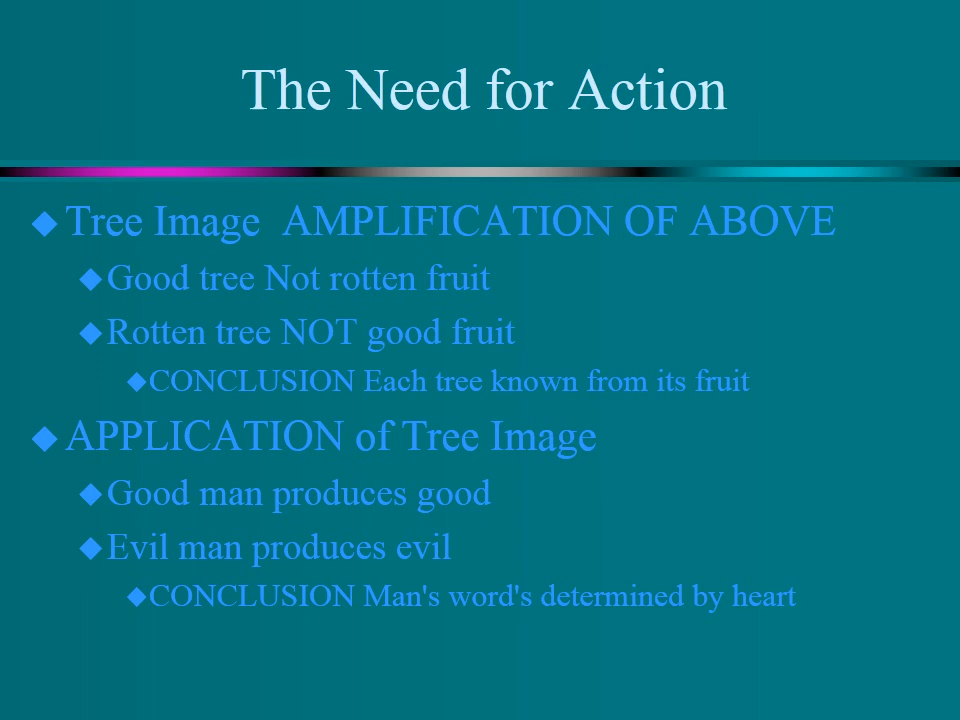 The Need for Action
Tree Image  AMPLIFICATION OF ABOVE
Good tree Not rotten fruit
Rotten tree NOT good fruit
CONCLUSION Each tree known from its fruit
APPLICATION of Tree Image
Good man produces good
Evil man produces evil
CONCLUSION Man's word's determined by heart